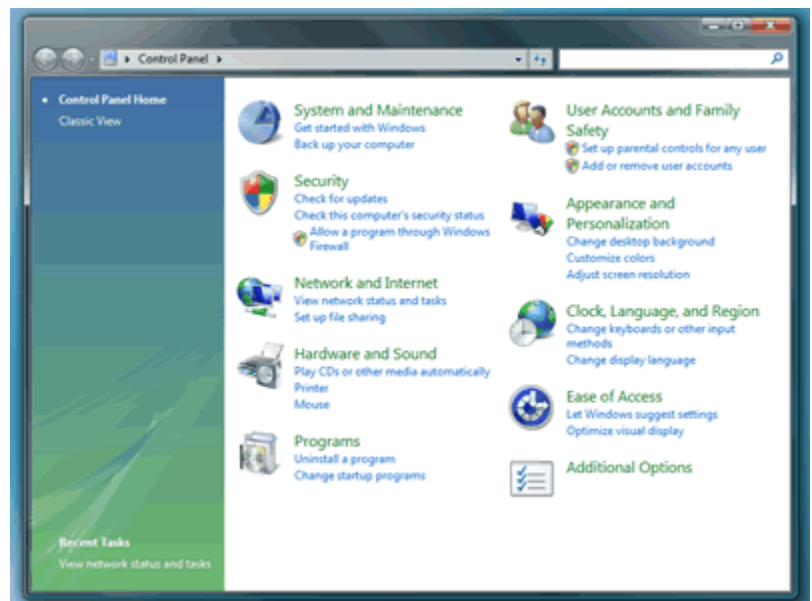 Control Panel
Control Panel Home
Classic View
System and Maintenance
Get started with Windows
Back up your computer
Security
Check for updates
Check this computer's security status
Allow a program through Windows
Firewall
Network and Internet
View network status and tasks
Set up file sharing
Hardware and Sound
Play CDs or other media automatically
Printer
Mouse
Programs
Uninstall a program
Change startup programs
User Accounts and Family
Safety
Set up parental controls for any user
Add or remove user accounts
Appearance and
Personalization
Change desktop background
Customize colors
Adjust screen resolution
Clock, Language, and Region
Change keyboards or other input
methods
Change display language
Ease of Access
Let Windows suggest settings
Optimize visual display
Additional Options
Recent Tasks
View network status and tasks